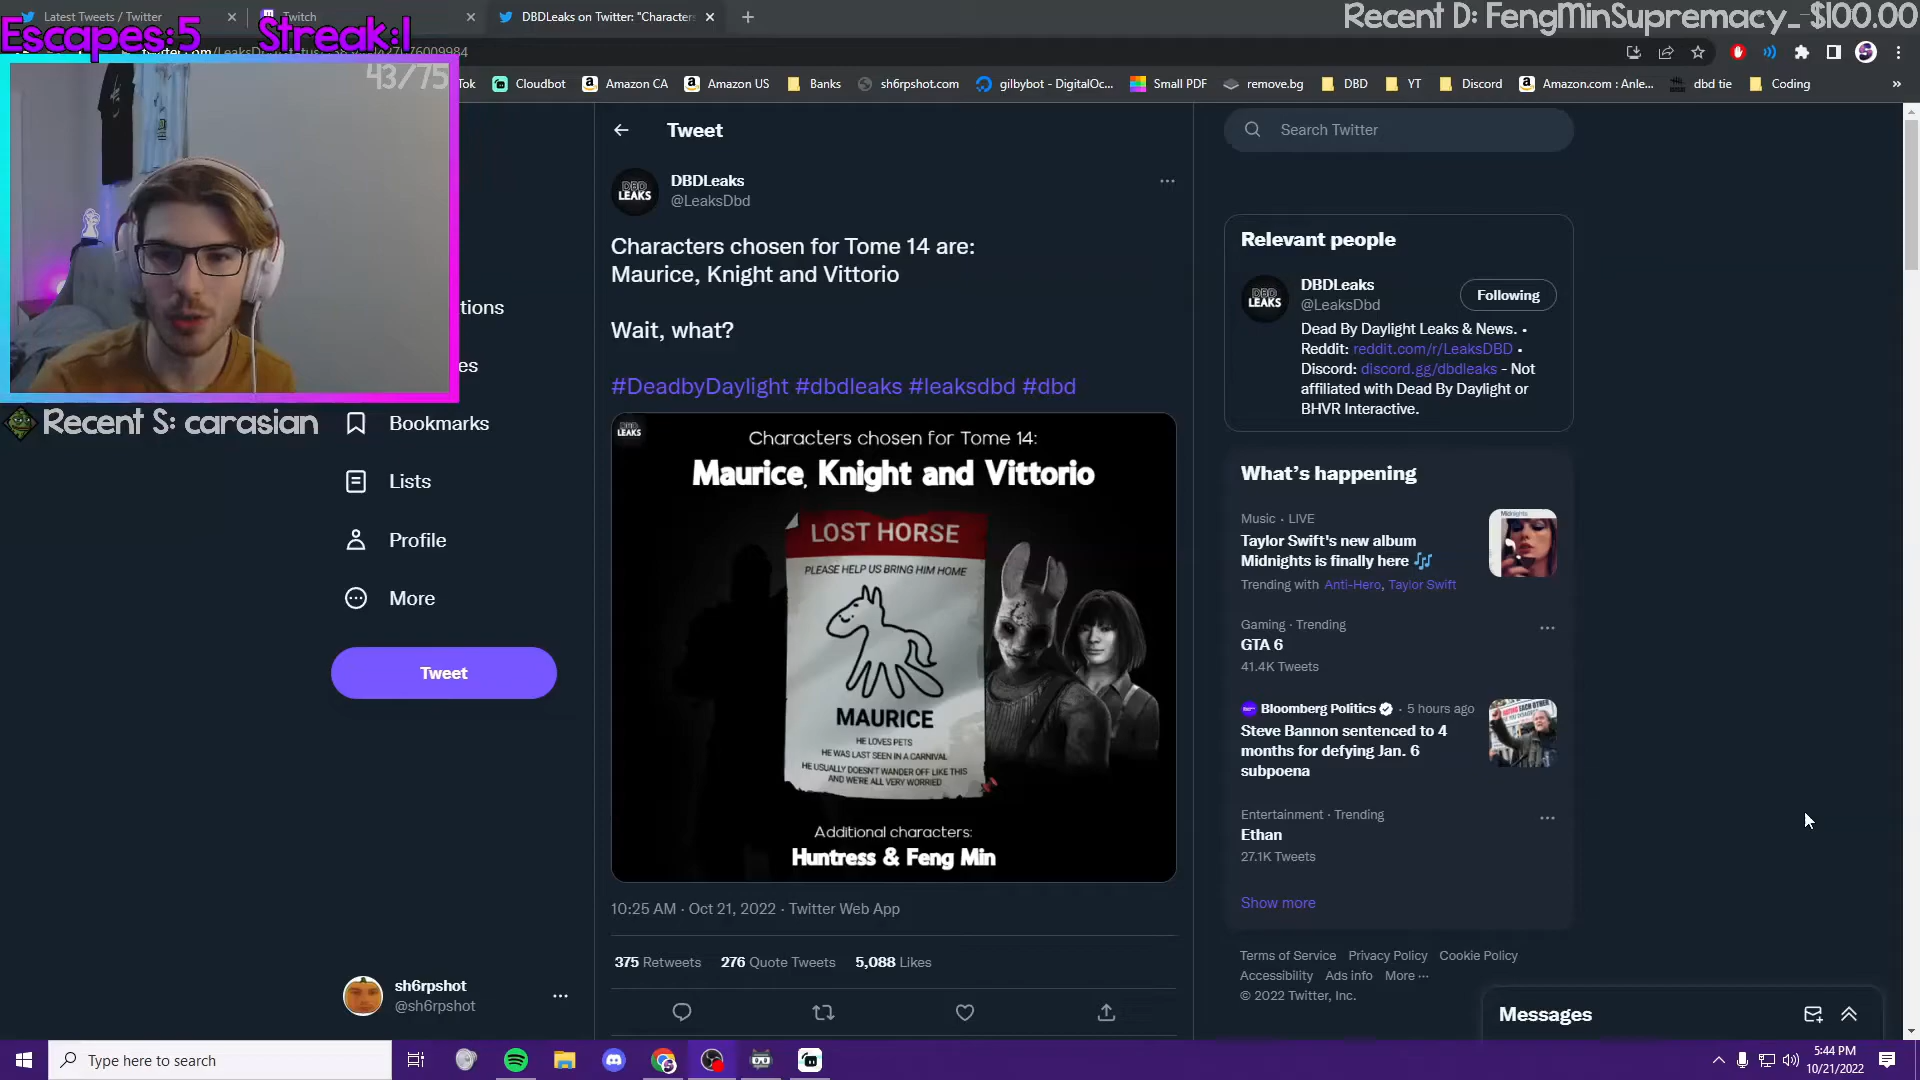 Latest Tweets / Twitter
Twitch
DBDLeaks on Twitter: "Character
Escapes:5 Streak:1
Recent D: FengMinSupremacy_ $100.00
43/75
Tok
Cloudbot
Amazon CA
Amazon US
Banks
sh6rpshot.com
gilbybot - DigitalOc...
Small PDF
remove.bg
DBD
YT
Discord
Amazon.com : Anle...
dbd tie
Coding
»
Recent S: carasian
tions
es
Bookmarks
Lists
Profile
More
Tweet
sh6rpshot
@sh6rpshot
Tweet
DBDLeaks
@LeaksDbd
Characters chosen for Tome 14 are:
Maurice, Knight and Vittorio
Wait, what?
#DeadbyDaylight #dbdleaks #leaksdbd #dbd
DBD
LEAKS
Characters chosen for Tome 14:
Maurice, Knight and Vittorio
LOST HORSE
PLEASE HELP US BRING HIM HOME
MAURICE
HE LOVES PETS
HE WAS LAST SEEN IN A CARNIVAL
HE USUALLY DOESN'T WANDER OFF LIKE THIS
AND WE'RE ALL VERY WORRIED
Additional characters:
Huntress & Feng Min
10:25 AM · Oct 21, 2022 · Twitter Web App
375 Retweets 276 Quote Tweets 5,088 Likes
Search Twitter
Relevant people
DBDLeaks
@LeaksDbd
Following
Dead By Daylight Leaks & News. •
Reddit: reddit.com/r/LeaksDBD •
Discord: discord.gg/dbdleaks - Not
affiliated with Dead By Daylight or
BHVR Interactive.
What's happening
Music · LIVE
Taylor Swift's new album
Midnights is finally here
Trending with Anti-Hero, Taylor Swift
Gaming · Trending
GTA 6
41.4K Tweets
Bloomberg Politics · 5 hours ago
Steve Bannon sentenced to 4
months for defying Jan. 6
subpoena
Entertainment · Trending
Ethan
27.1K Tweets
Show more
Terms of Service Privacy Policy Cookie Policy
Accessibility Ads info More ···
© 2022 Twitter, Inc.
Messages
Type here to search
5:44 PM
10/21/2022